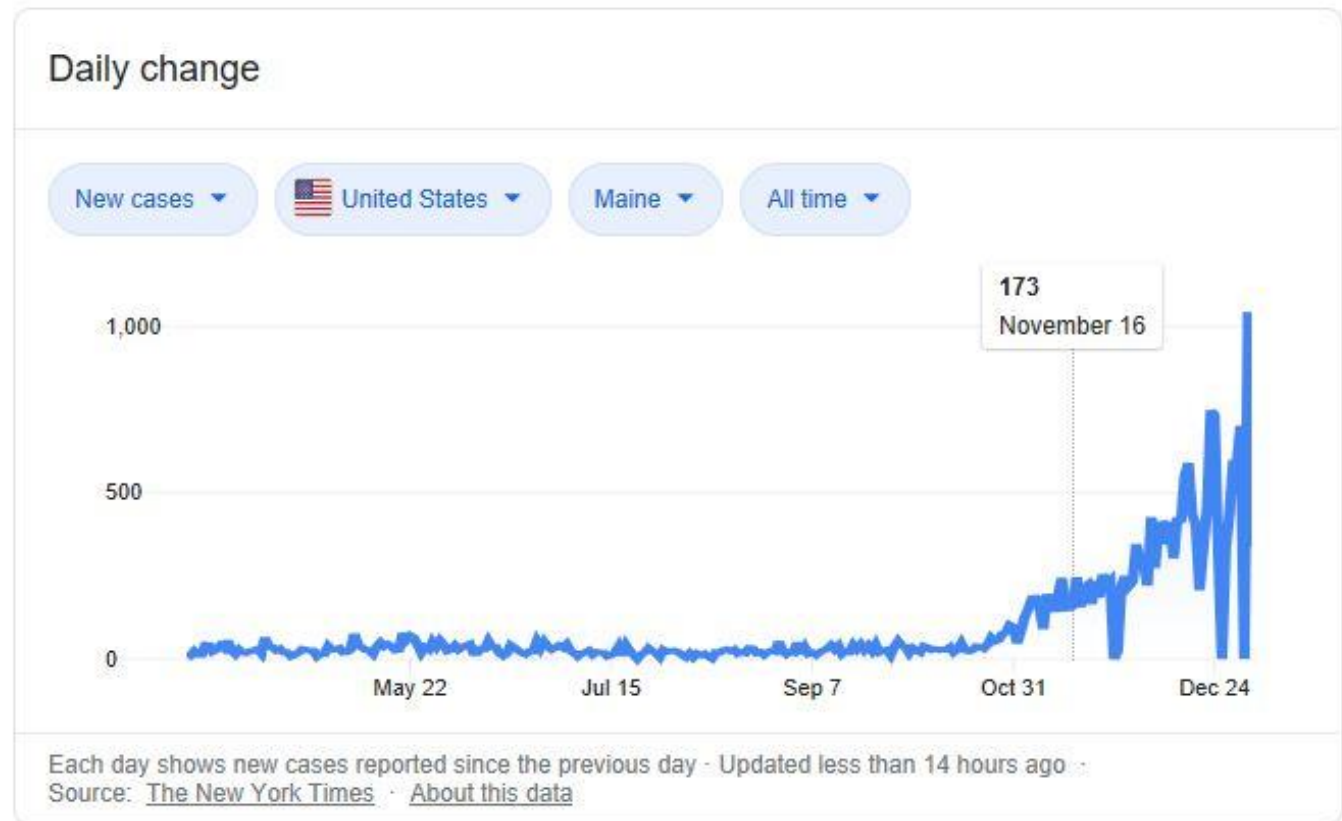 Daily change
New cases
United States
Maine
All time
173
November 16
1,000
500
0
May 22
Jul 15
Sep 7
Oct 31
Dec 24
Each day shows new cases reported since the previous day · Updated less than 14 hours ago ·
Source: The New York Times · About this data